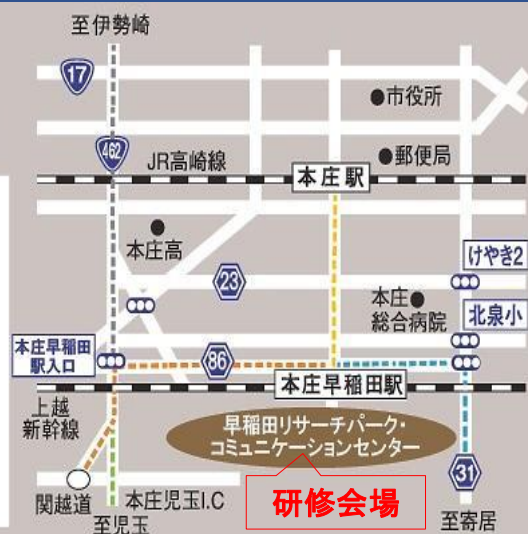 至伊勢崎
17
●市役所
462
JR高崎線
●郵便局
本庄駅
本庄高
けやき2
23
本庄●
総合病院
北泉小
本庄早稲田
駅入口
86
本庄早稲田駅
上越
新幹線
早稲田リサーチパーク・
コミュニケーションセンター
31
関越道
本庄児玉I.C
研修会場
至児玉
至寄居